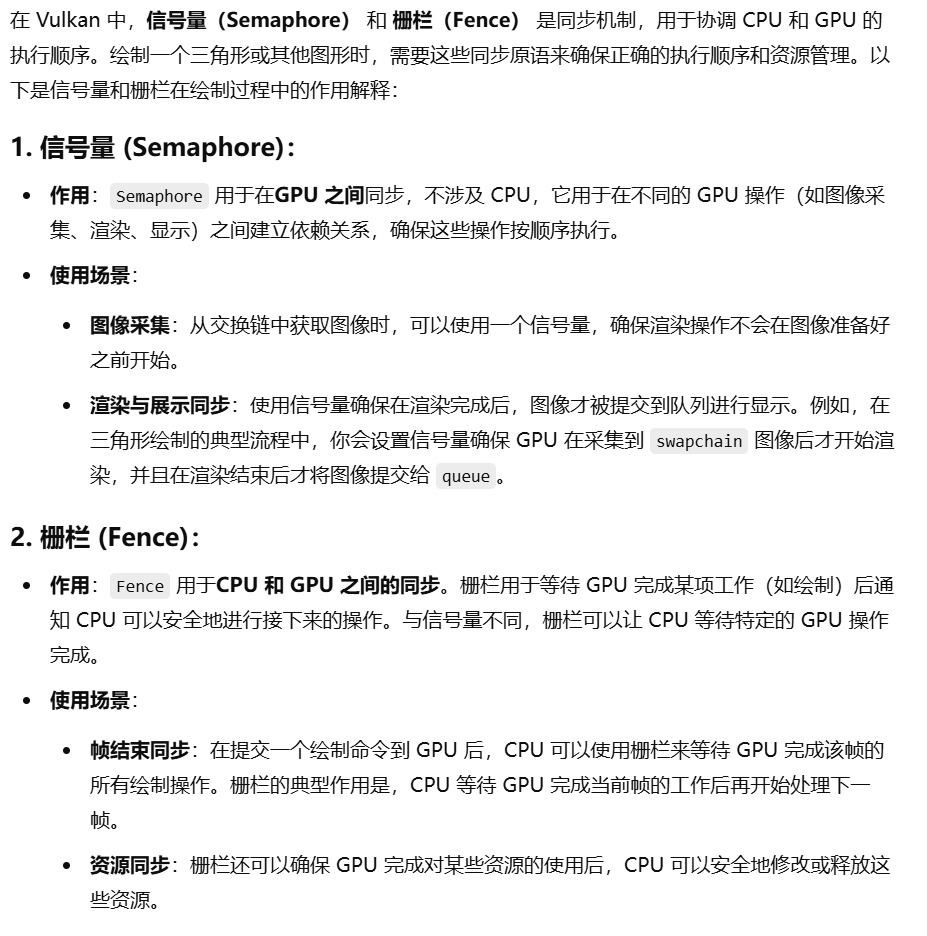 在 Vulkan 中，信号量（Semaphore） 和 栅栏（Fence） 是同步机制，用于协调 CPU 和 GPU 的
执行顺序。绘制一个三角形或其他图形时，需要这些同步原语来确保正确的执行顺序和资源管理。以
下是信号量和栅栏在绘制过程中的作用解释：
1. 信号量 (Semaphore)：
• 作用： Semaphore 用于在GPU 之间同步，不涉及 CPU，它用于在不同的 GPU 操作（如图像采
集、渲染、显示）之间建立依赖关系，确保这些操作按顺序执行。
• 使用场景：
• 图像采集：从交换链中获取图像时，可以使用一个信号量，确保渲染操作不会在图像准备好
之前开始。
• 渲染与展示同步：使用信号量确保在渲染完成后，图像才被提交到队列进行显示。例如，在
三角形绘制的典型流程中，你会设置信号量确保 GPU 在采集到 swapchain 图像后才开始渲
染，并且在渲染结束后才将图像提交给 queue。
2. 栅栏 (Fence)：
• 作用： Fence 用于CPU 和 GPU 之间的同步。栅栏用于等待 GPU 完成某项工作（如绘制）后通
知 CPU 可以安全地进行接下来的操作。与信号量不同，栅栏可以让 CPU 等待特定的 GPU 操作
完成。
• 使用场景：
• 帧结束同步：在提交一个绘制命令到 GPU 后，CPU 可以使用栅栏来等待 GPU 完成该帧的
所有绘制操作。栅栏的典型作用是，CPU 等待 GPU 完成当前帧的工作后再开始处理下一
帧。
• 资源同步：栅栏还可以确保 GPU 完成对某些资源的使用后，CPU 可以安全地修改或释放这
些资源。